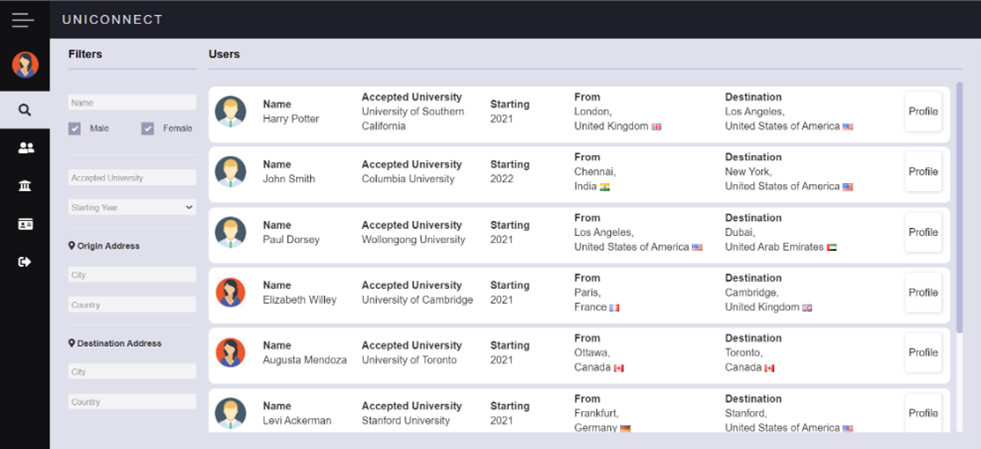 UNICONNECT
Filters
Name
Male Female
Accepted University
Starting Year
Origin Address
City
Country
Destination Address
City
Country
Users
Name Accepted University Starting From Destination
Harry Potter University of Southern 2021 London, Los Angeles,
California United Kingdom United States of America
Profile
Name Accepted University Starting From Destination
John Smith Columbia University 2022 Chennai, New York,
India United States of America
Profile
Name Accepted University Starting From Destination
Paul Dorsey Wollongong University 2021 Los Angeles, Dubai,
United States of America United Arab Emirates
Profile
Name Accepted University Starting From Destination
Elizabeth Willey University of Cambridge 2021 Paris, Cambridge,
France United Kingdom
Profile
Name Accepted University Starting From Destination
Augusta Mendoza University of Toronto 2021 Ottawa, Toronto,
Canada Canada
Profile
Name Accepted University Starting From Destination
Levi Ackerman Stanford University 2021 Frankfurt, Stanford,
Germany United States of America
Profile